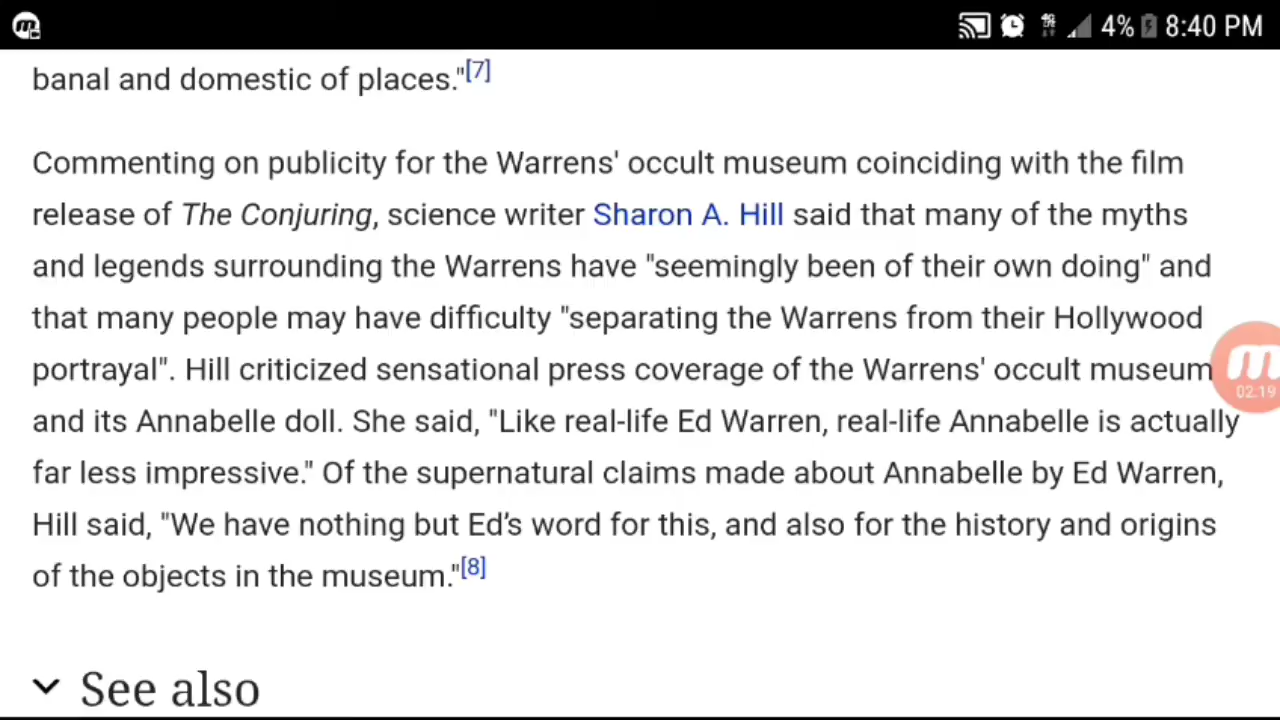 4% 8:40 PM
banal and domestic of places."[7]
Commenting on publicity for the Warrens' occult museum coinciding with the film
release of The Conjuring, science writer Sharon A. Hill said that many of the myths
and legends surrounding the Warrens have "seemingly been of their own doing" and
that many people may have difficulty "separating the Warrens from their Hollywood
portrayal". Hill criticized sensational press coverage of the Warrens' occult museum
02:19
and its Annabelle doll. She said, "Like real-life Ed Warren, real-life Annabelle is actually
far less impressive." Of the supernatural claims made about Annabelle by Ed Warren,
Hill said, "We have nothing but Ed's word for this, and also for the history and origins
of the objects in the museum."[8]
See also